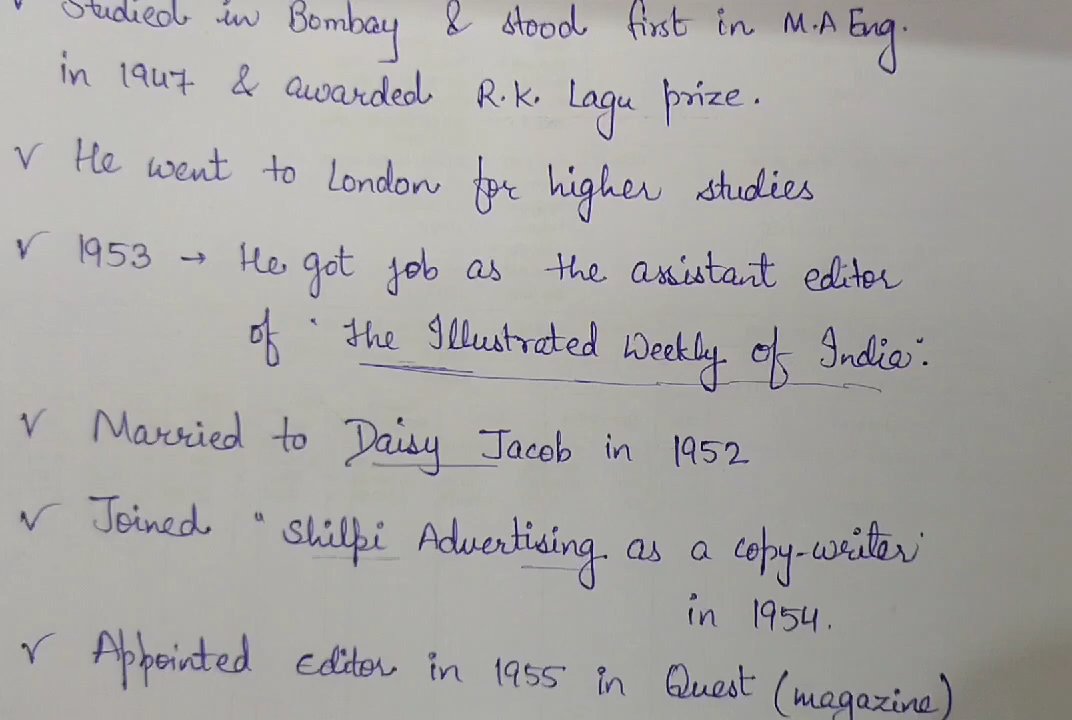 ✓ Studied in Bombay & stood first in M.A Eng.
in 1947 & awarded R.K. Lagu prize.
✓ He went to London for higher studies
✓ 1953 → He got job as the assistant editor
of "The Illustrated Weekly of India".
✓ Married to Daisy Jacob in 1952
✓ Joined "Shilpi Advertising as a copy-writer"
in 1954.
✓ Appointed Editor in 1955 in Quest (magazine)